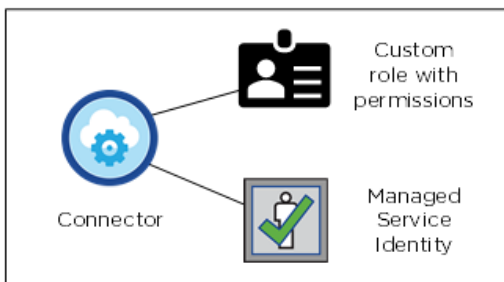 Custom
role with
permissions
Connector
Managed
Service
Identity